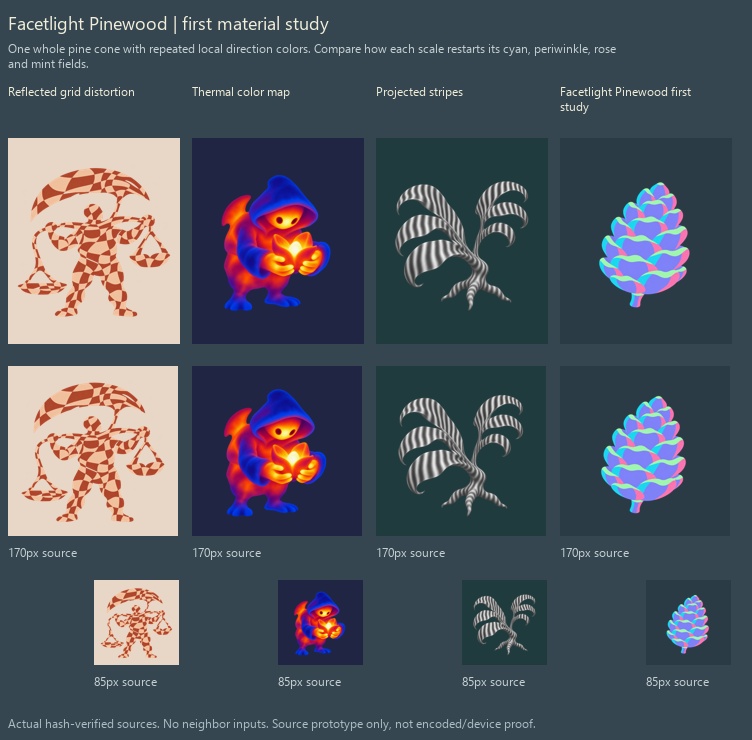 Facetlight Pinewood | first material study
One whole pine cone with repeated local direction colors. Compare how each scale restarts its cyan, periwinkle, rose
and mint fields.
Reflected grid distortion
Thermal color map
Projected stripes
Facetlight Pinewood first
study
170px source
170px source
170px source
170px source
85px source
85px source
85px source
85px source
Actual hash-verified sources. No neighbor inputs. Source prototype only, not encoded/device proof.